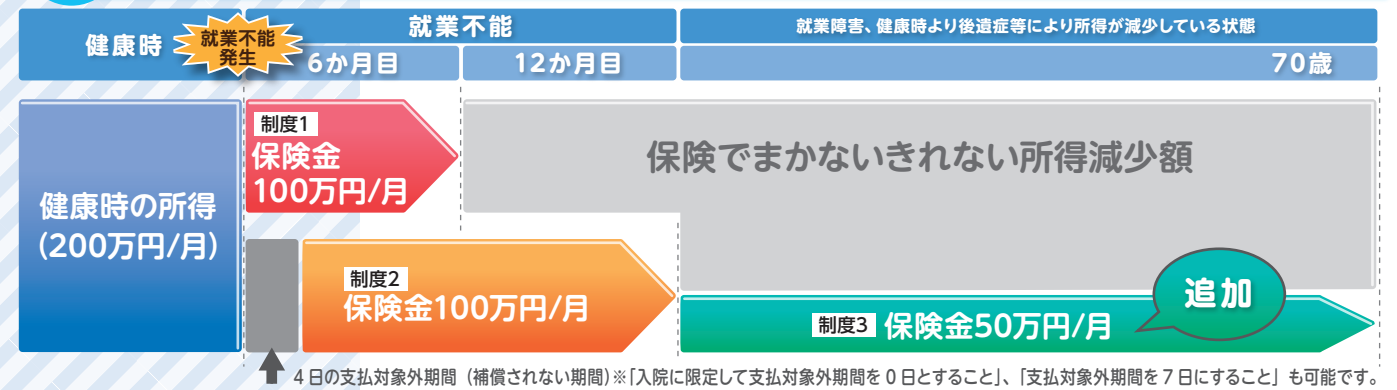 健康時
就業不能
発生
就業不能
就業障害、健康時より後遺症等により所得が減少している状態
6か月目
12か月目
70歳
健康時の所得
(200万円/月)
制度1
保険金
100万円/月
保険でまかないきれない所得減少額
制度2
保険金100万円/月
追加
制度3 保険金50万円/月
4日の支払対象外期間(補償されない期間)※「入院に限定して支払対象外期間を0日とすること」、「支払対象外期間を7日にすること」も可能です。